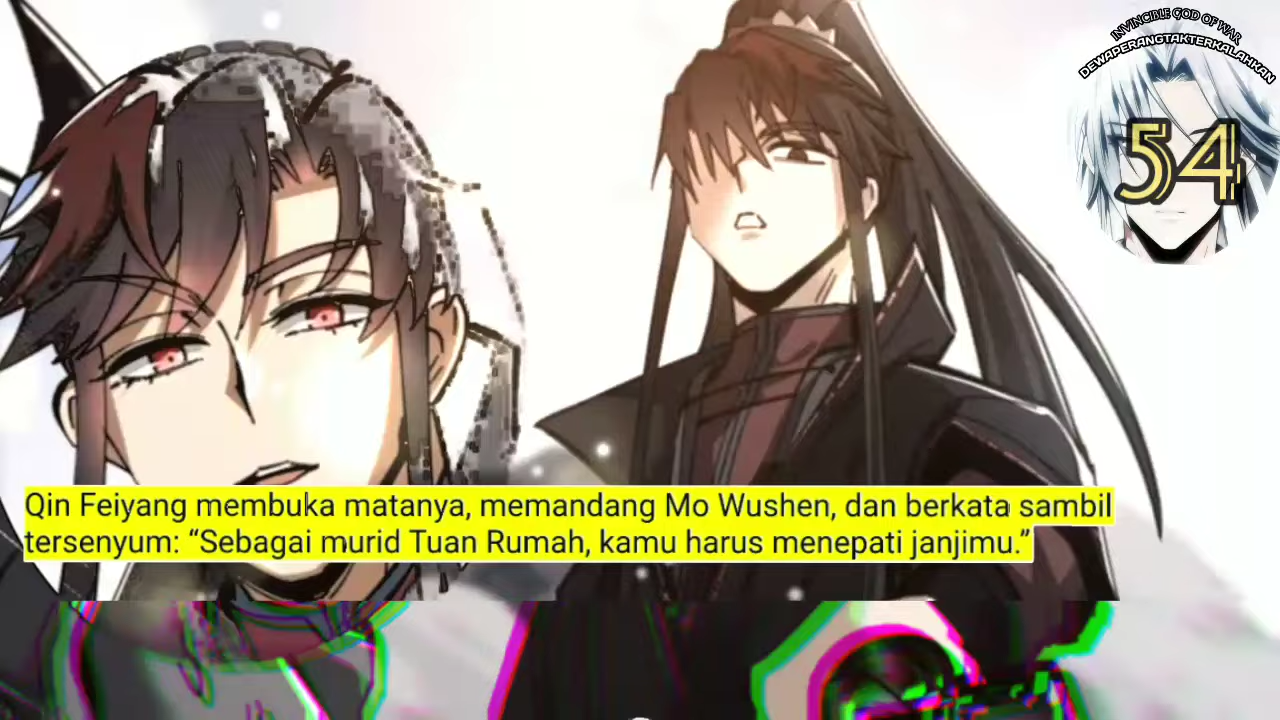 INVINCIBLE GOD OF WAR
DEWAPERANGTAKTERKALAHKAN
54
Qin Feiyang membuka matanya, memandang Mo Wushen, dan berkata sambil
tersenyum: “Sebagai murid Tuan Rumah, kamu harus menepati janjimu.”